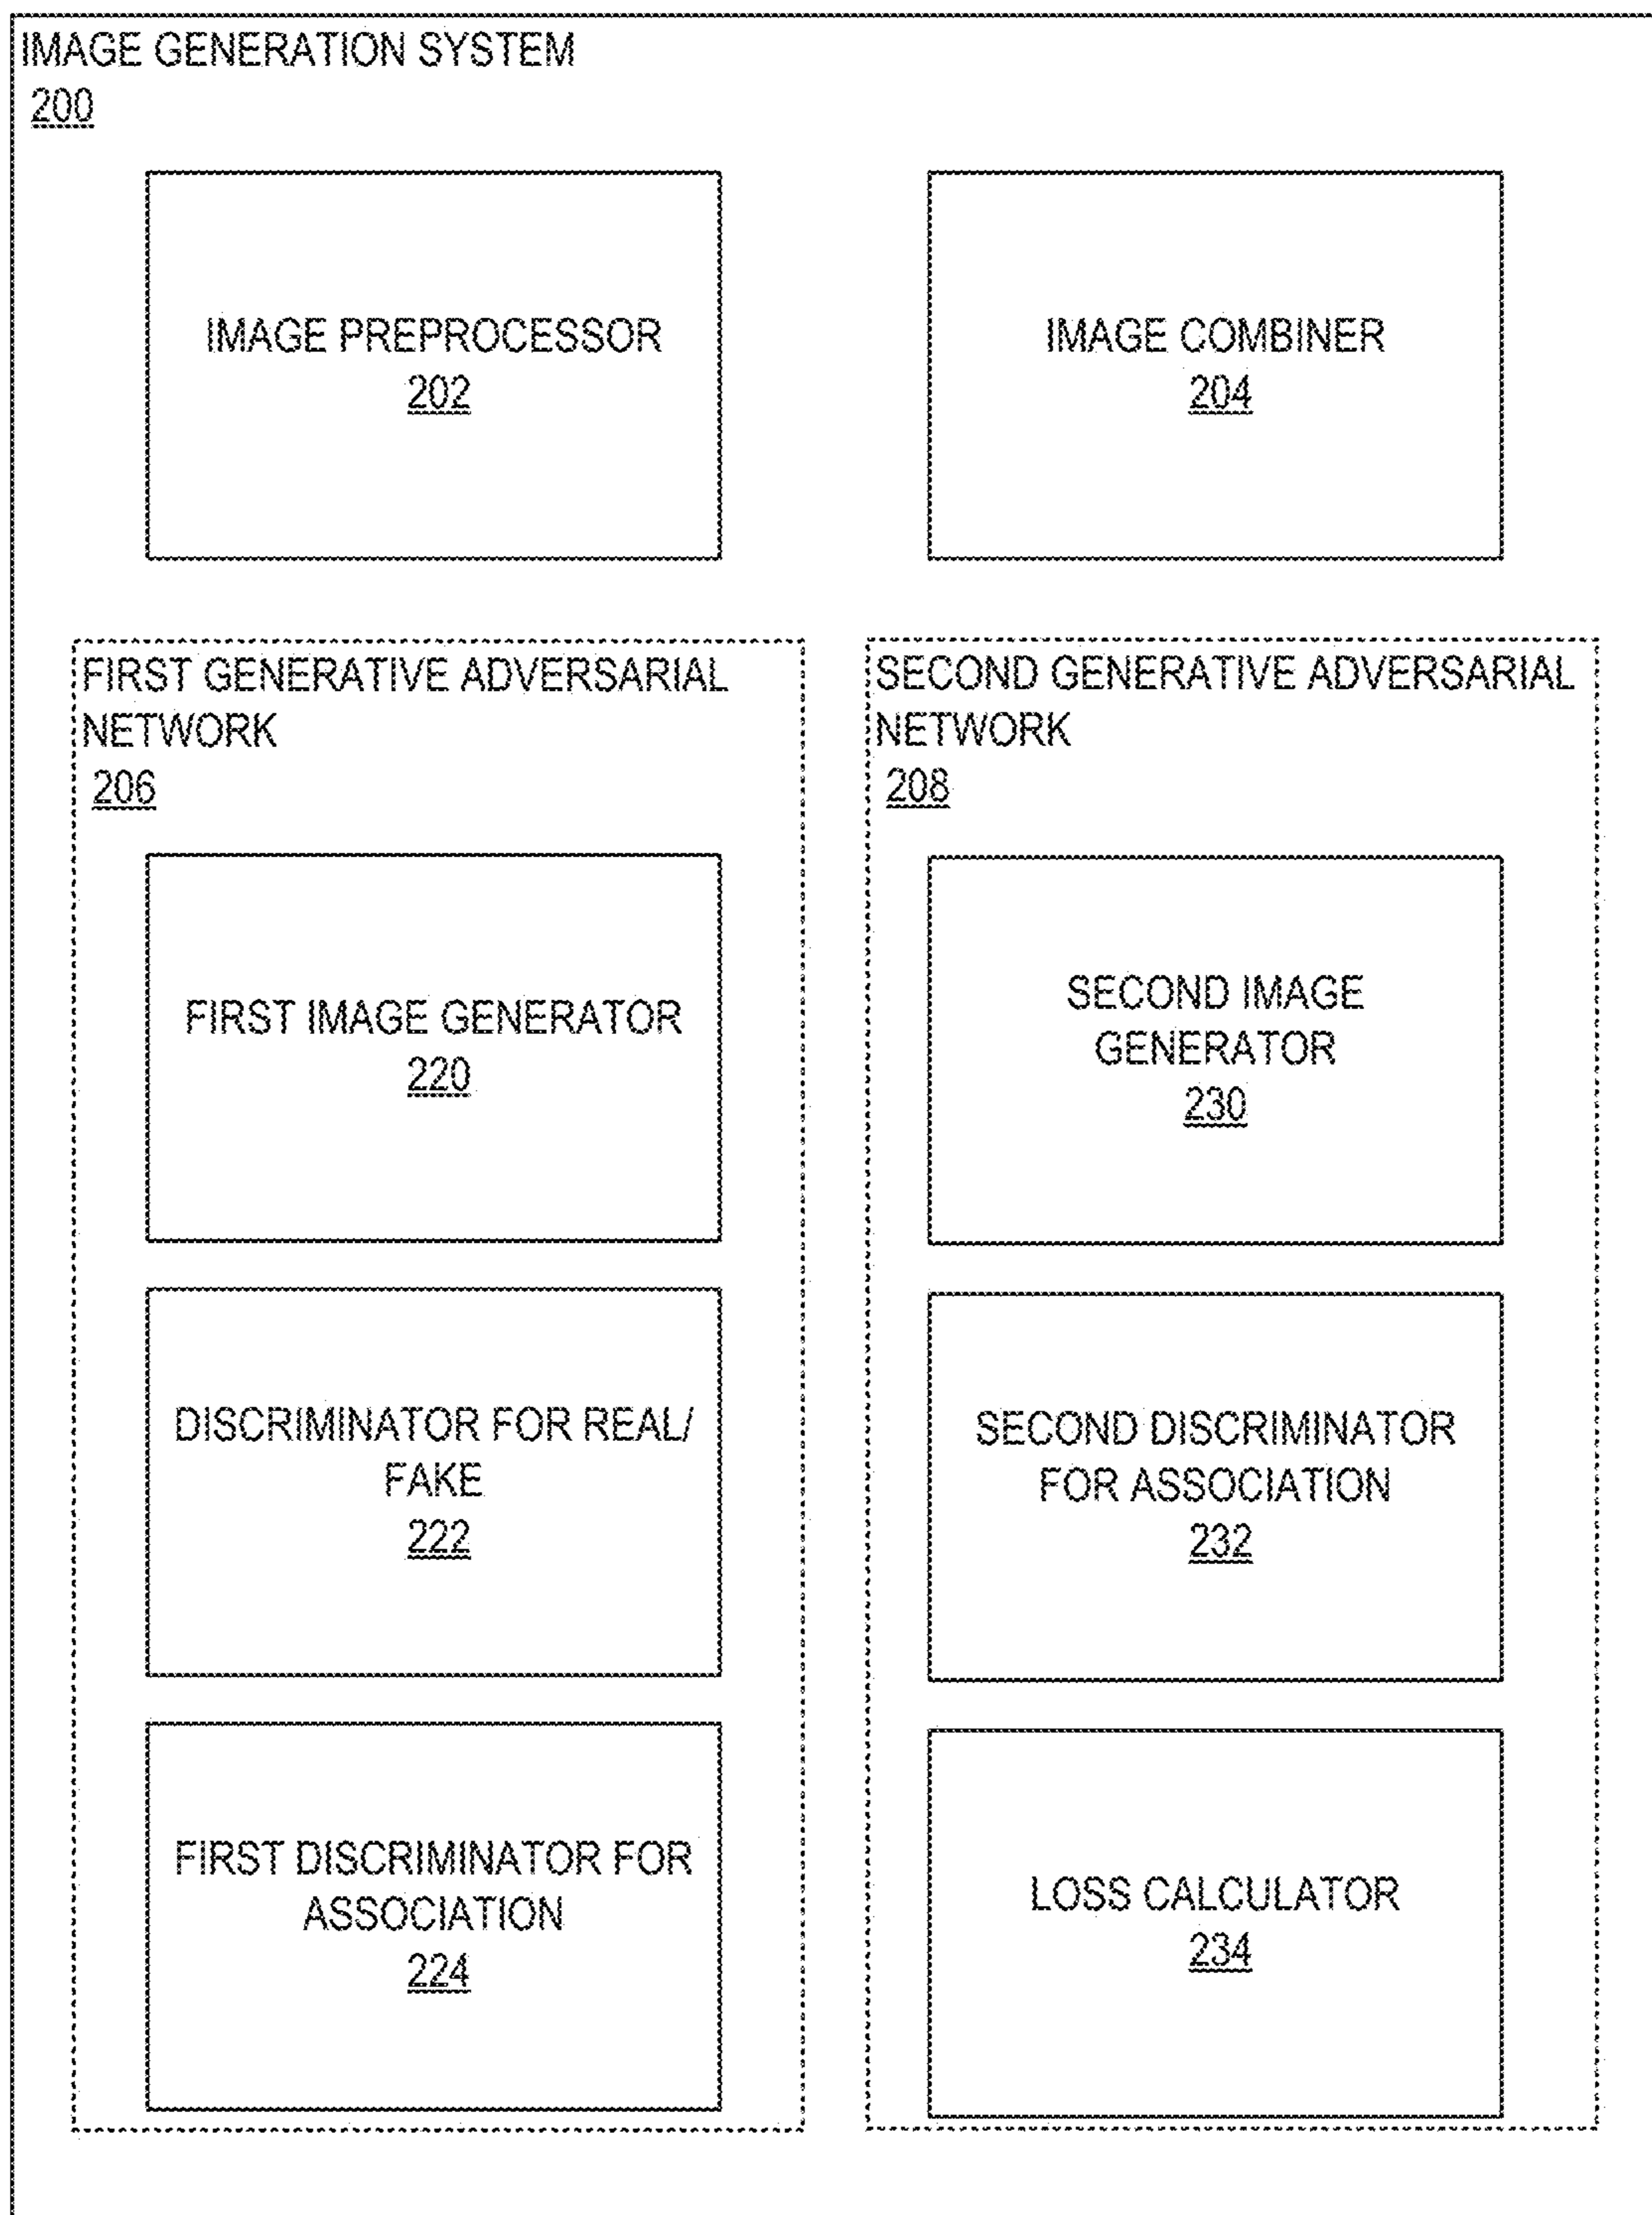 IMAGE GENERATION SYSTEM
200
IMAGE PREPROCESSOR
202
IMAGE COMBINER
204
FIRST GENERATIVE ADVERSARIAL
NETWORK
206
FIRST IMAGE GENERATOR
220
DISCRIMINATOR FOR REAL/
FAKE
222
FIRST DISCRIMINATOR FOR
ASSOCIATION
224
SECOND GENERATIVE ADVERSARIAL
NETWORK
208
SECOND IMAGE
GENERATOR
230
SECOND DISCRIMINATOR
FOR ASSOCIATION
232
LOSS CALCULATOR
234